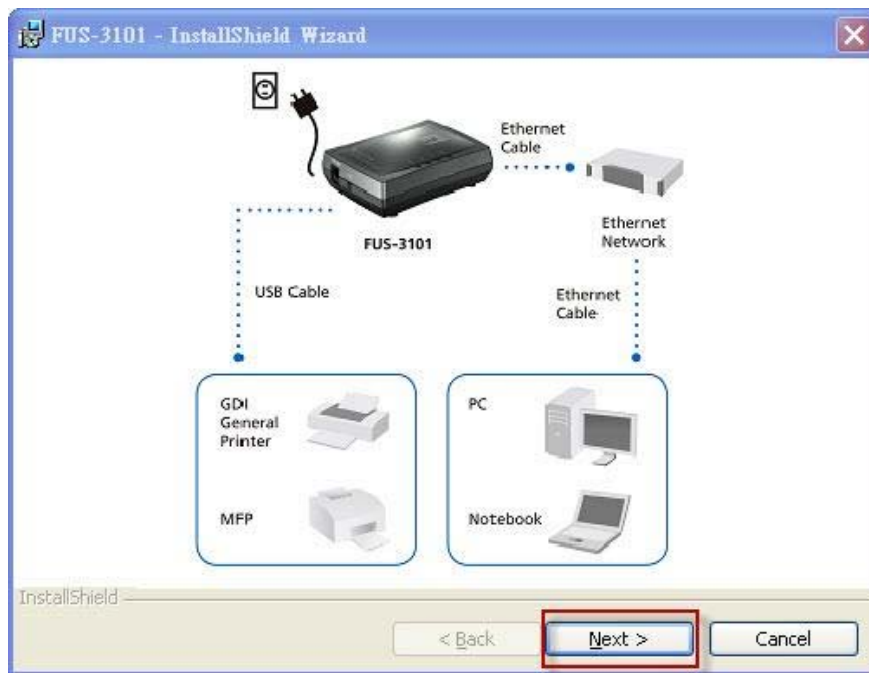 FUS-3101 - InstallShield Wizard
Ethernet
Cable
FUS-3101
Ethernet
Network
USB Cable
Ethernet
Cable
GDI
General
Printer
MFP
PC
Notebook
InstallShield
< Back
Next >
Cancel